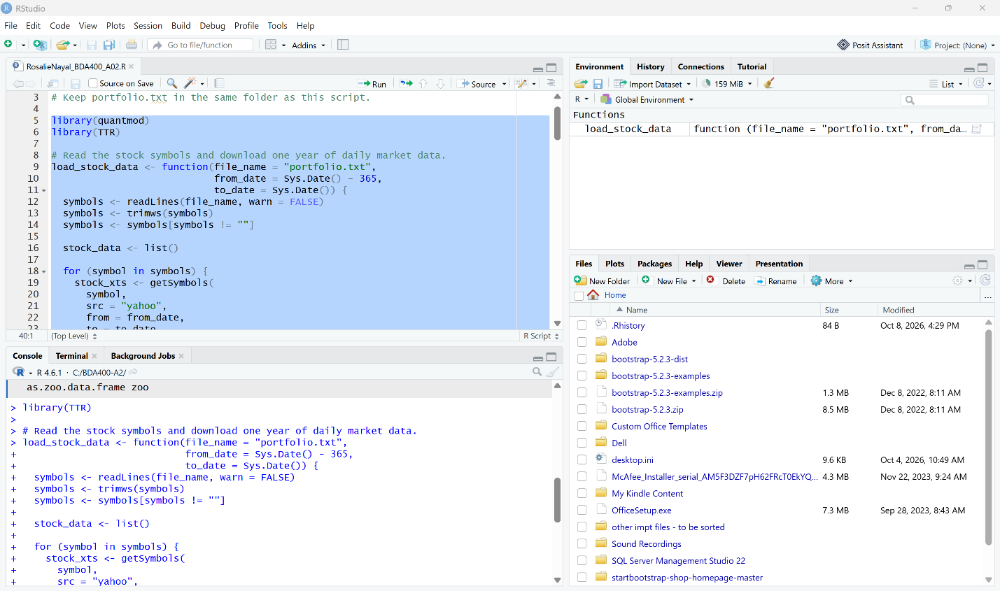 RStudio
File Edit Code View Plots Session Build Debug Profile Tools Help
Go to file/function Addins Posit Assistant Project: (None)
RosalieNayal_BDA400_A02.R
Source on Save Run Source
3 # Keep portfolio.txt in the same folder as this script.
4
5 library(quantmod)
6 library(TTR)
7
8 # Read the stock symbols and download one year of daily market data.
9 load_stock_data <- function(file_name = "portfolio.txt",
10 from_date = Sys.Date() - 365,
11 to_date = Sys.Date()) {
12 symbols <- readLines(file_name, warn = FALSE)
13 symbols <- trimws(symbols)
14 symbols <- symbols[symbols != ""]
15
16 stock_data <- list()
17
18 for (symbol in symbols) {
19 stock_xts <- getSymbols(
20 symbol,
21 src = "yahoo",
22 from = from_date,
23 to = to_date
40:1 (Top Level) R Script
Console Terminal Background Jobs
R 4.6.1 · C:/BDA400-A2/
as.zoo.data.frame zoo
> library(TTR)
>
> # Read the stock symbols and download one year of daily market data.
> load_stock_data <- function(file_name = "portfolio.txt",
+ from_date = Sys.Date() - 365,
+ to_date = Sys.Date()) {
+ symbols <- readLines(file_name, warn = FALSE)
+ symbols <- trimws(symbols)
+ symbols <- symbols[symbols != ""]
+
+ stock_data <- list()
+
+ for (symbol in symbols) {
+ stock_xts <- getSymbols(
+ symbol,
+ src = "yahoo",
Environment History Connections Tutorial
Import Dataset 159 MiB List
R Global Environment
Functions
load_stock_data function (file_name = "portfolio.txt", from_da…
Files Plots Packages Help Viewer Presentation
New Folder New File Delete Rename More
Home ...
Name Size Modified
.Rhistory 84 B Oct 8, 2026, 4:29 PM
Adobe
bootstrap-5.2.3-dist
bootstrap-5.2.3-examples
bootstrap-5.2.3-examples.zip 1.3 MB Dec 8, 2022, 8:11 AM
bootstrap-5.2.3.zip 8.5 MB Dec 8, 2022, 8:11 AM
Custom Office Templates
Dell
desktop.ini 9.6 KB Oct 4, 2026, 10:49 AM
McAfee_Installer_serial_AM5F3DZF7pH62FRcT0EkYQ... 4.3 MB Nov 22, 2023, 9:24 AM
My Kindle Content
OfficeSetup.exe 7.3 MB Sep 28, 2023, 8:43 AM
other impt files - to be sorted
Sound Recordings
SQL Server Management Studio 22
startbootstrap-shop-homepage-master